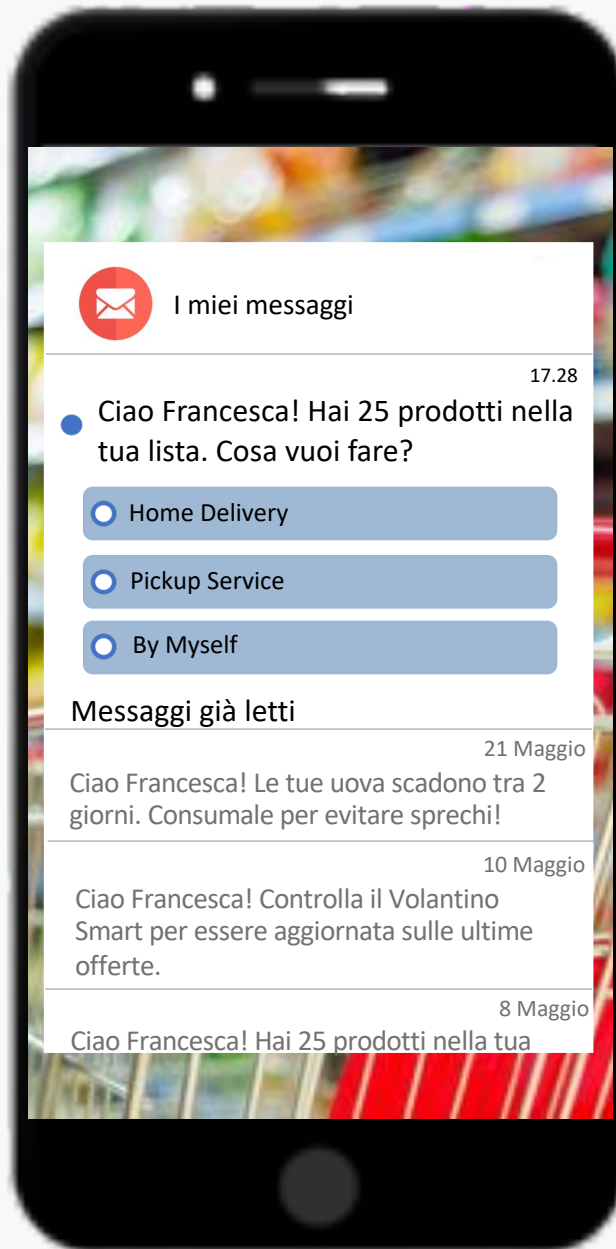 I miei messaggi
17.28
Ciao Francesca! Hai 25 prodotti nella
tua lista. Cosa vuoi fare?
Home Delivery
Pickup Service
By Myself
Messaggi già letti
21 Maggio
Ciao Francesca! Le tue uova scadono tra 2
giorni. Consumale per evitare sprechi!
10 Maggio
Ciao Francesca! Controlla il Volantino
Smart per essere aggiornata sulle ultime
offerte.
8 Maggio
Ciao Francesca! Hai 25 prodotti nella tua